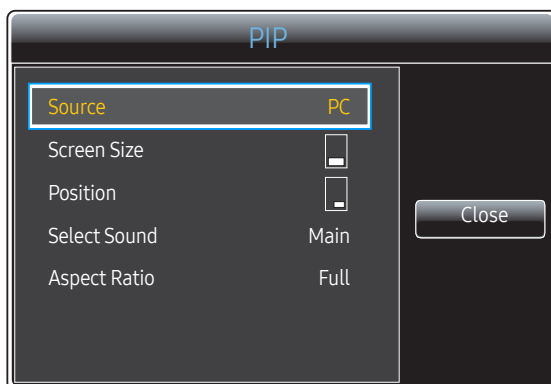 PIP
Source PC
Screen Size
Position
Select Sound Main
Aspect Ratio Full
Close